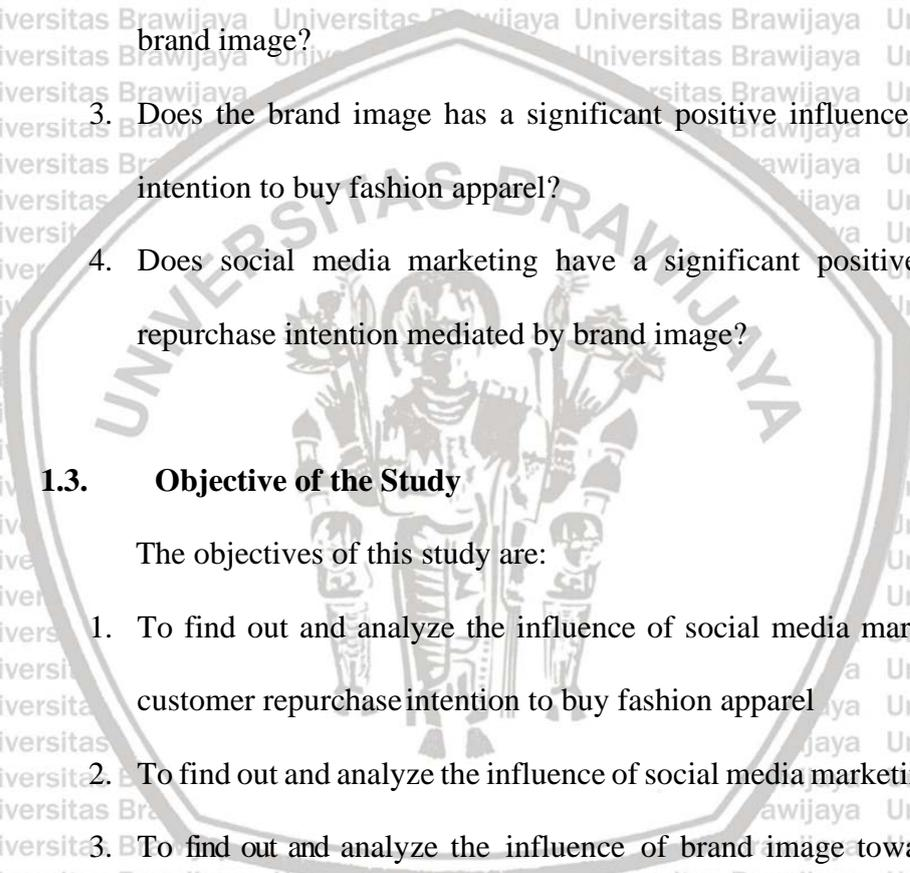 brand image?
3. Does the brand image has a significant positive influence
intention to buy fashion apparel?
4. Does social media marketing have a significant positive
repurchase intention mediated by brand image?
1.3. Objective of the Study
The objectives of this study are:
1. To find out and analyze the influence of social media mar
customer repurchase intention to buy fashion apparel
2. To find out and analyze the influence of social media marketi
3. To find out and analyze the influence of brand image towa
UNIVERSITAS BRAWIJAYA